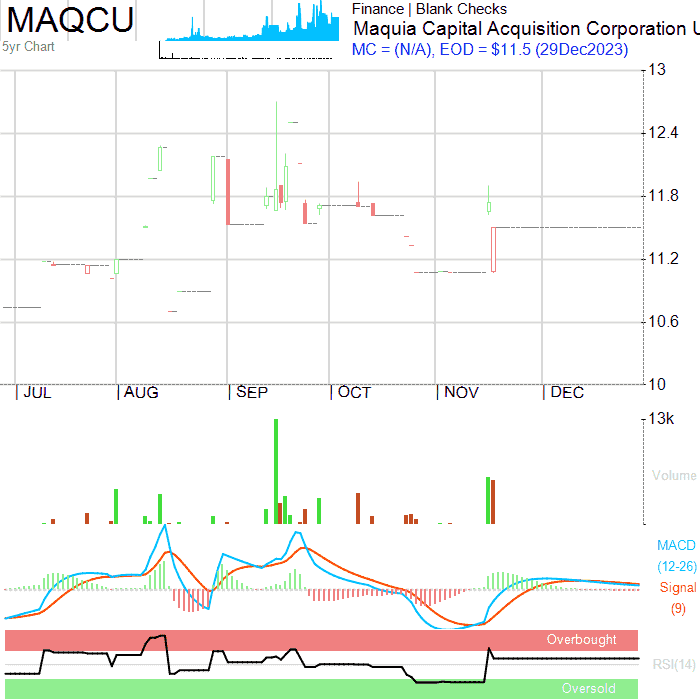 MAQCU
5yr Chart
Finance | Blank Checks
Maquia Capital Acquisition Corporation U
MC = (N/A), EOD = $11.5 (29Dec2023)
13
12.4
11.8
11.2
10.6
10
JUL AUG SEP OCT NOV DEC
13k
Volume
MACD
(12-26)
Signal
(9)
Overbought
RSI(14)
Oversold